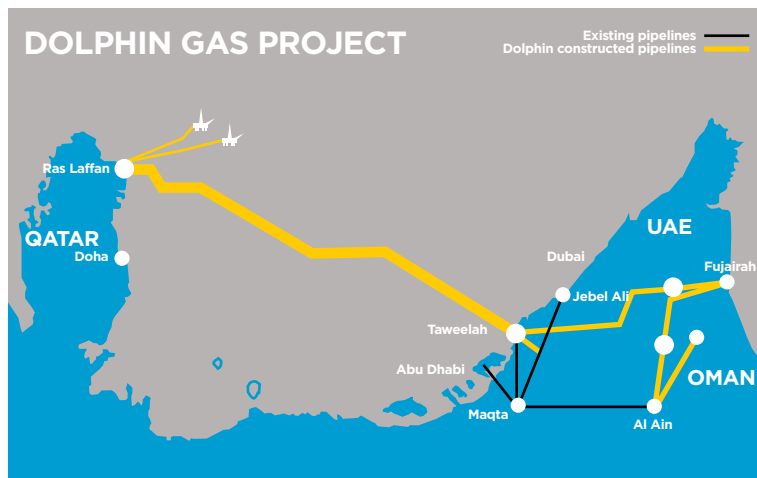 DOLPHIN GAS PROJECT
Existing pipelines
Dolphin constructed pipelines
Ras Laffan
QATAR
Doha
UAE
Dubai
Fujairah
Jebel Ali
Taweelah
Abu Dhabi
OMAN
Maqta
Al Ain